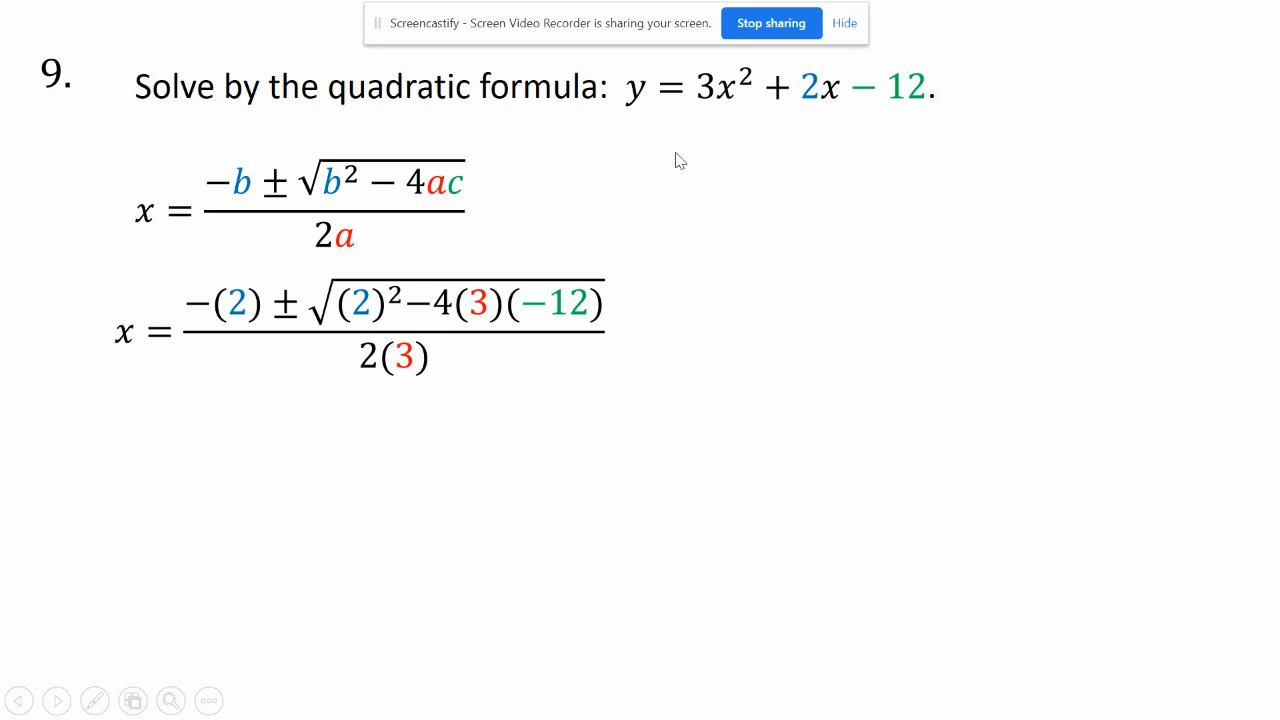 Screencastify - Screen Video Recorder is sharing your screen. Stop sharing Hide
9. Solve by the quadratic formula: y = 3x² + 2x − 12.
x = (−b ± √(b² − 4ac)) / (2a)
x = (−(2) ± √((2)² −4(3)(−12))) / (2(3))